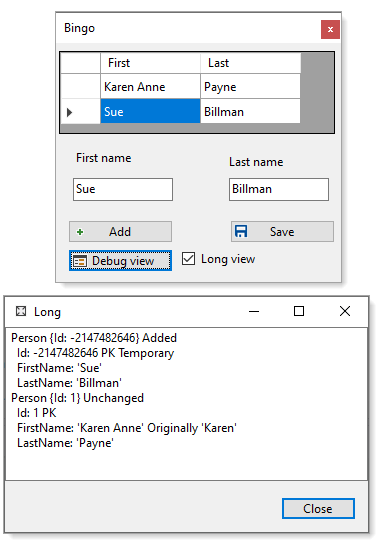 Bingo
x
First Last
Karen Anne Payne
Sue Billman
First name Last name
Sue Billman
Add Save
Debug view Long view
Long
Person {Id: -2147482646} Added
Id: -2147482646 PK Temporary
FirstName: 'Sue'
LastName: 'Billman'
Person {Id: 1} Unchanged
Id: 1 PK
FirstName: 'Karen Anne' Originally 'Karen'
LastName: 'Payne'
Close